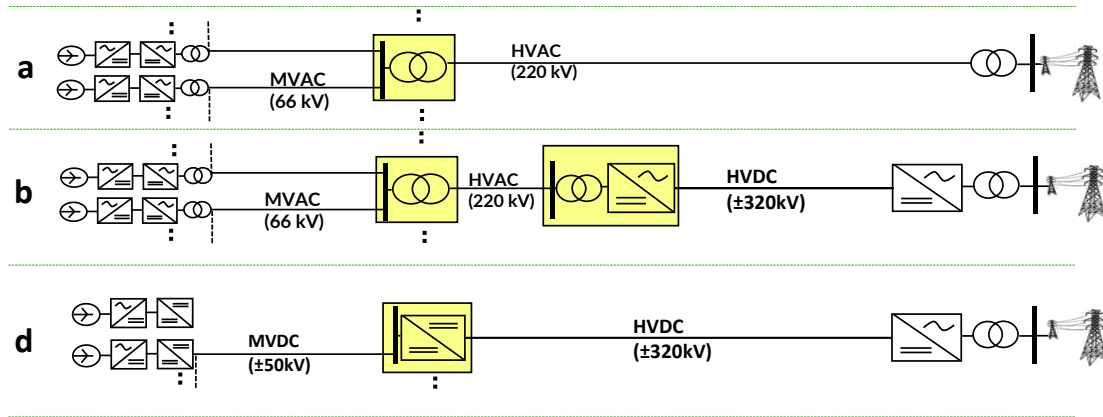 a
MVAC
(66 kV)
HVAC
(220 kV)
b
MVAC
(66 kV)
HVAC
(220 kV)
HVDC
(±320kV)
d
MVDC
(±50kV)
HVDC
(±320kV)